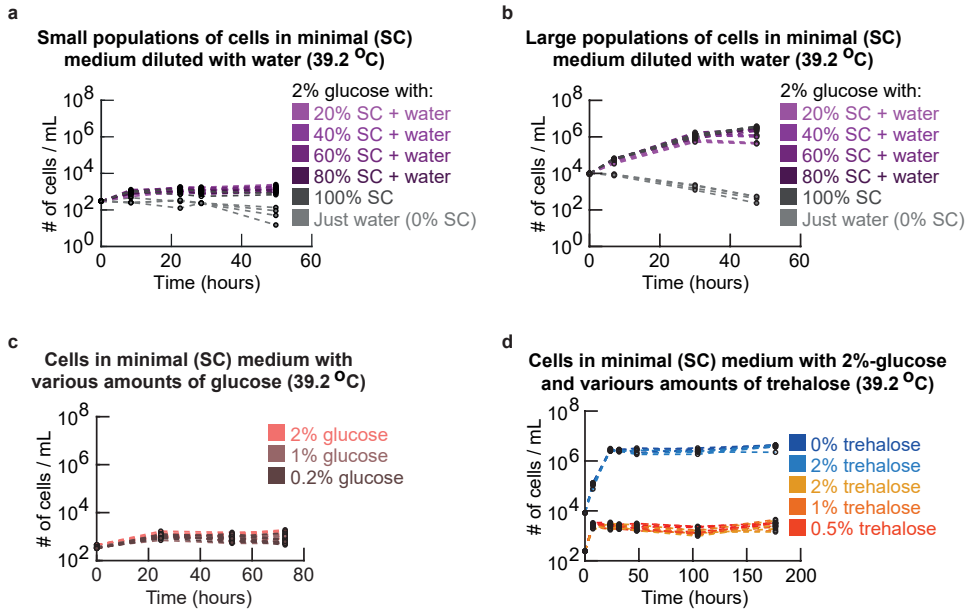 a
Small populations of cells in minimal (SC)
medium diluted with water (39.2 ºC)
# of cells / mL
10^8
10^6
10^4
10^2
10^0
0
20
40
60
Time (hours)
2% glucose with:
20% SC + water
40% SC + water
60% SC + water
80% SC + water
100% SC
Just water (0% SC)
b
Large populations of cells in minimal (SC)
medium diluted with water (39.2 ºC)
# of cells / mL
10^8
10^6
10^4
10^2
10^0
0
20
40
60
Time (hours)
2% glucose with:
20% SC + water
40% SC + water
60% SC + water
80% SC + water
100% SC
Just water (0% SC)
c
Cells in minimal (SC) medium with
various amounts of glucose (39.2 ºC)
# of cells / mL
10^8
10^6
10^4
10^2
0
20
40
60
80
Time (hours)
2% glucose
1% glucose
0.2% glucose
d
Cells in minimal (SC) medium with 2%-glucose
and variours amounts of trehalose (39.2 ºC)
# of cells / mL
10^8
10^6
10^4
10^2
0
50
100
150
200
Time (hours)
0% trehalose
2% trehalose
2% trehalose
1% trehalose
0.5% trehalose